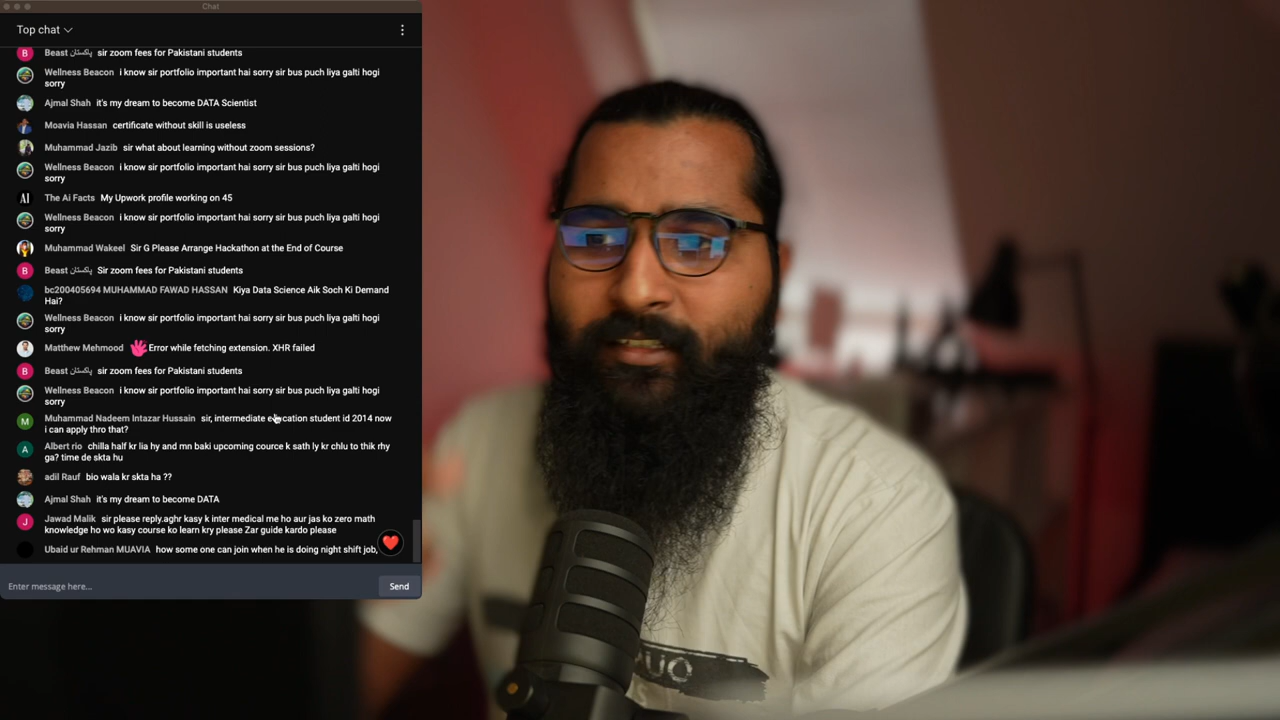 Chat
Top chat
B Beast پاکستان sir zoom fees for Pakistani students
Wellness Beacon i know sir portfolio important hai sorry sir bus puch liya galti hogi
sorry
Ajmal Shah it's my dream to become DATA Scientist
Moavia Hassan certificate without skill is useless
Muhammad Jazib sir what about learning without zoom sessions?
Wellness Beacon i know sir portfolio important hai sorry sir bus puch liya galti hogi
sorry
AI The Ai Facts My Upwork profile working on 45
Wellness Beacon i know sir portfolio important hai sorry sir bus puch liya galti hogi
sorry
Muhammad Wakeel Sir G Please Arrange Hackathon at the End of Course
B Beast پاکستان Sir zoom fees for Pakistani students
bc200405694 MUHAMMAD FAWAD HASSAN Kiya Data Science Aik Soch Ki Demand
Hai?
Wellness Beacon i know sir portfolio important hai sorry sir bus puch liya galti hogi
sorry
Matthew Mehmood Error while fetching extension. XHR failed
B Beast پاکستان sir zoom fees for Pakistani students
Wellness Beacon i know sir portfolio important hai sorry sir bus puch liya galti hogi
sorry
M Muhammad Nadeem Intazar Hussain sir, intermediate education student id 2014 now
i can apply thro that?
A Albert rio chilla half kr lia hy and mn baki upcoming cource k sath ly kr chlu to thik rhy
ga? time de skta hu
adil Rauf bio wala kr skta ha ??
Ajmal Shah it's my dream to become DATA
J Jawad Malik sir please reply.aghr kasy k inter medical me ho aur jas ko zero math
knowledge ho wo kasy course ko learn kry please Zar guide kardo please
Ubaid ur Rehman MUAVIA how some one can join when he is doing night shift job,
Enter message here...
Send
UO